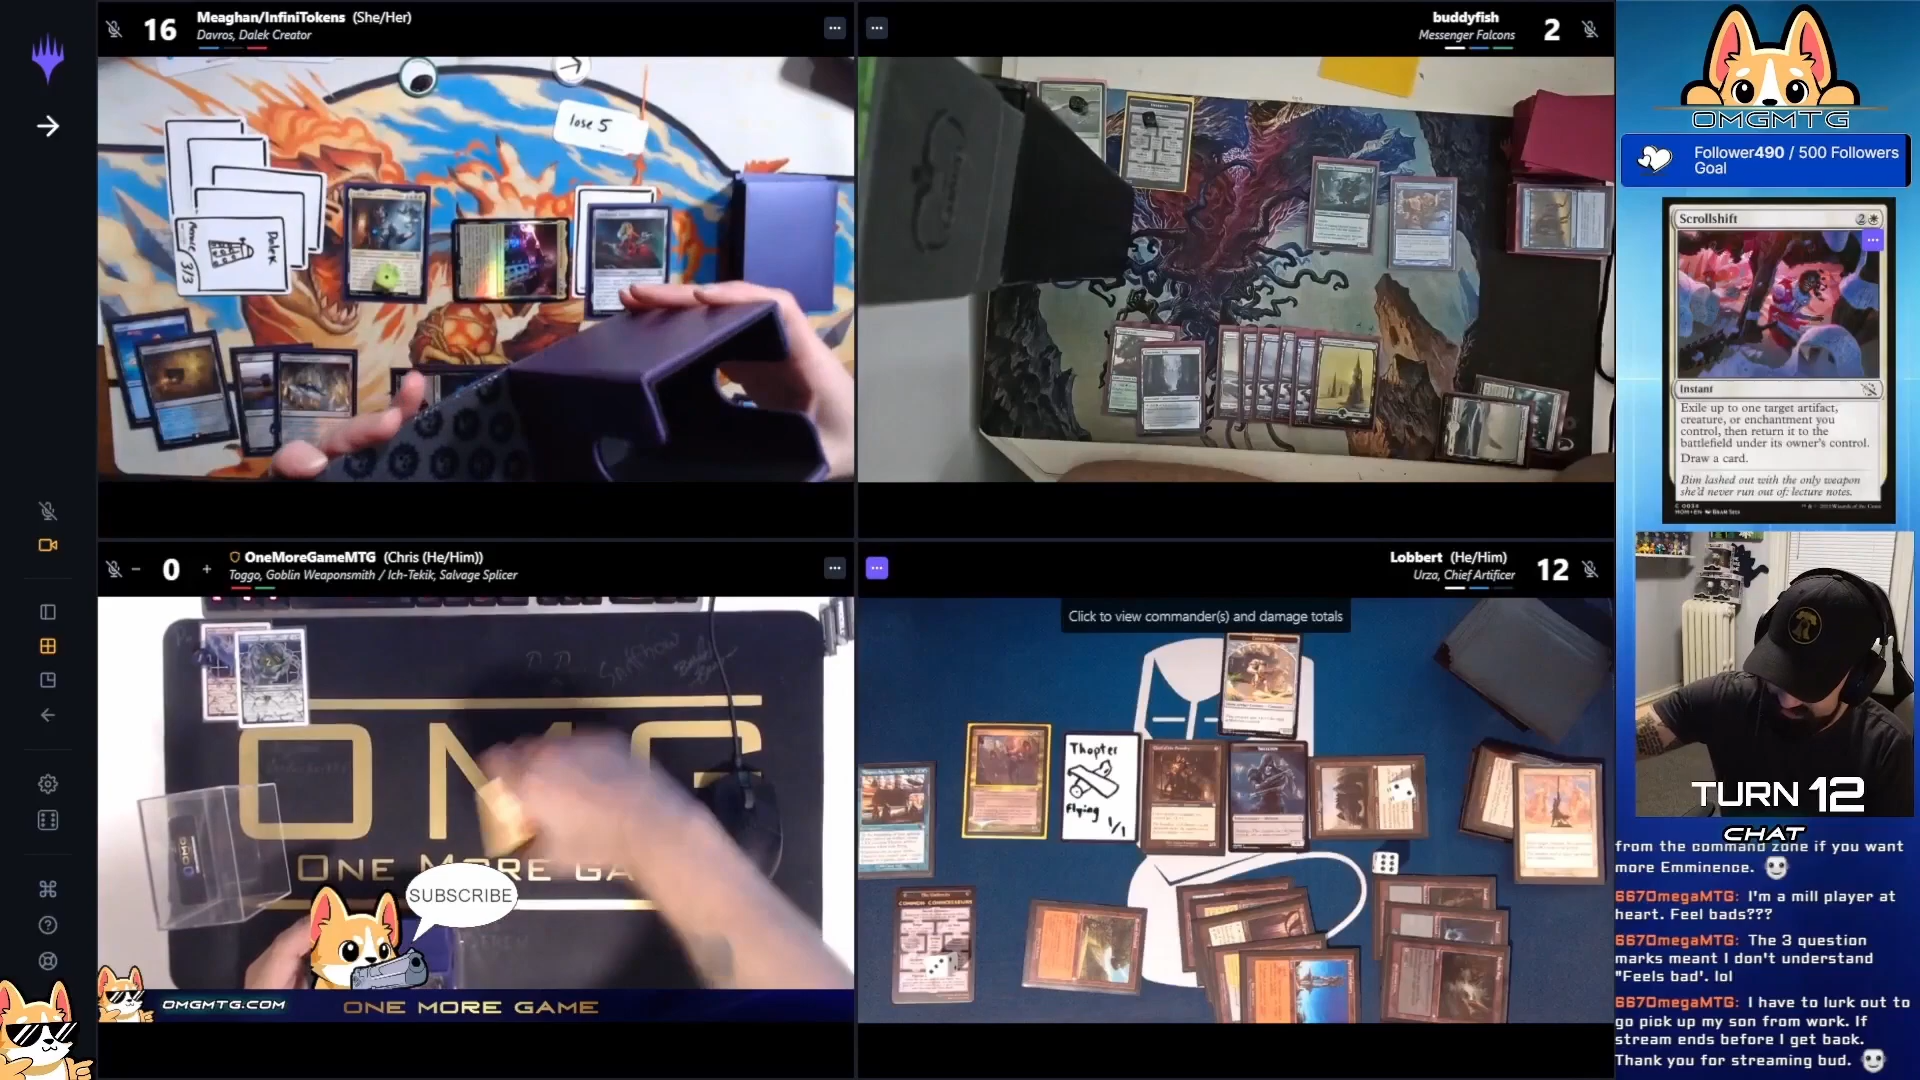 16
Meaghan/InfiniTokens (She/Her)
Davros, Dalek Creator
buddyfish
Messenger Falcons
2
lose 5
Dalek
3/3
0
OneMoreGameMTG (Chris (He/Him))
Toggo, Goblin Weaponsmith / Ich-Tekik, Salvage Splicer
Lobbert (He/Him)
Urza, Chief Artificer
12
Click to view commander(s) and damage totals
OMG
ONE MORE GA
SUBSCRIBE
OMGMTG.COM
ONE MORE GAME
Thopter
Flying 1/1
OMGMTG
Follower490 / 500 Followers
Goal
Scrollshift
2
Instant
Exile up to one target artifact,
creature, or enchantment you
control, then return it to the
battlefield under its owner's control.
Draw a card.
Bim lashed out with the only weapon
she'd never run out of: lecture notes.
TURN 12
CHAT
from the command zone if you want
more Emminence.
667OmegaMTG: I'm a mill player at
heart. Feel bads???
667OmegaMTG: The 3 question
marks meant I don't understand
"Feels bad'. lol
667OmegaMTG: I have to lurk out to
go pick up my son from work. If
stream ends before I get back.
Thank you for streaming bud.